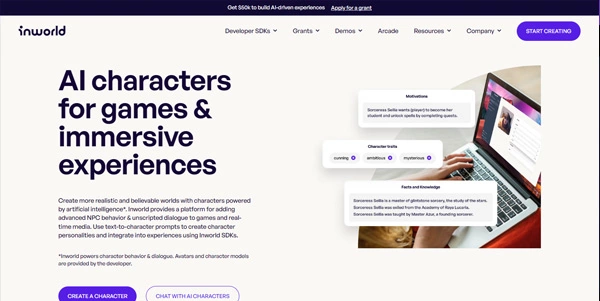 Get $50k to build AI-driven experiences Apply for a grant
inworld
Developer SDKs Grants Demos Arcade Resources Company START CREATING
AI characters
for games &
immersive
experiences
Create more realistic and believable worlds with characters powered
by artificial intelligence*. Inworld provides a platform for adding
advanced NPC behavior & unscripted dialogue to games and real-
time media. Use text-to-character prompts to create character
personalities and integrate into experiences using Inworld SDKs.
*Inworld powers character behavior & dialogue. Avatars and character models
are provided by the developer.
CREATE A CHARACTER CHAT WITH AI CHARACTERS
Motivations
Sorceress Sellia wants {player} to become her
student and unlock spells by completing quests.
Character traits
cunning ambitious mysterious
Facts and Knowledge
Sorceress Sellia is a master of glintstone sorcery, the study of the stars.
Sorceress Sellia was exiled from the Academy of Raya Lucaria.
Sorceress Sellia was taught by Master Azur, a founding sorcerer.